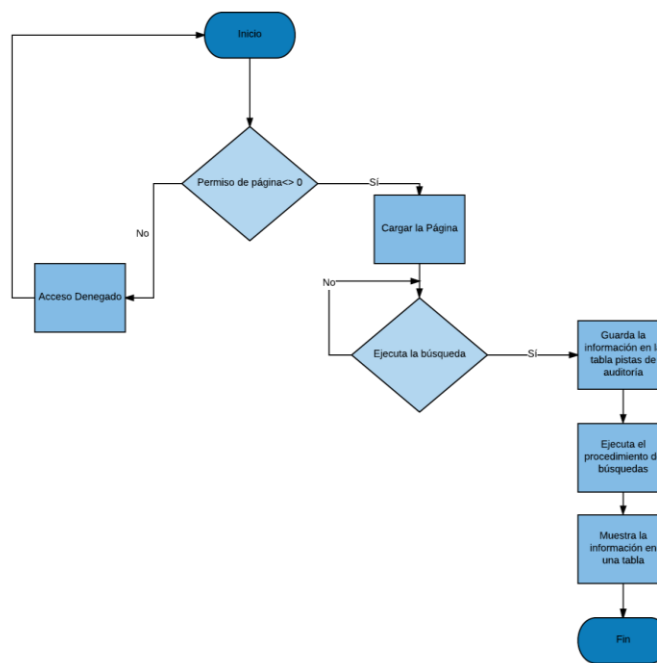 Inicio
Permiso de página<> 0
Sí
Cargar la Página
No
Acceso Denegado
No
Ejecuta la búsqueda
Sí
Guarda la
información en l
tabla pistas de
auditoría
Ejecuta el
procedimiento d
búsquedas
Muestra la
información en
una tabla
Fin